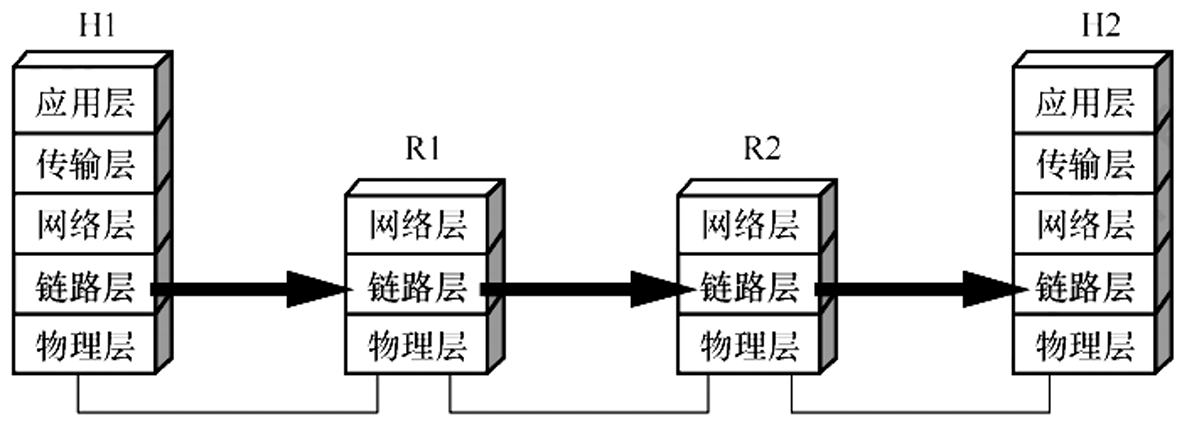 H1
应用层
传输层
网络层
链路层
物理层
R1
网络层
链路层
物理层
R2
网络层
链路层
物理层
H2
应用层
传输层
网络层
链路层
物理层